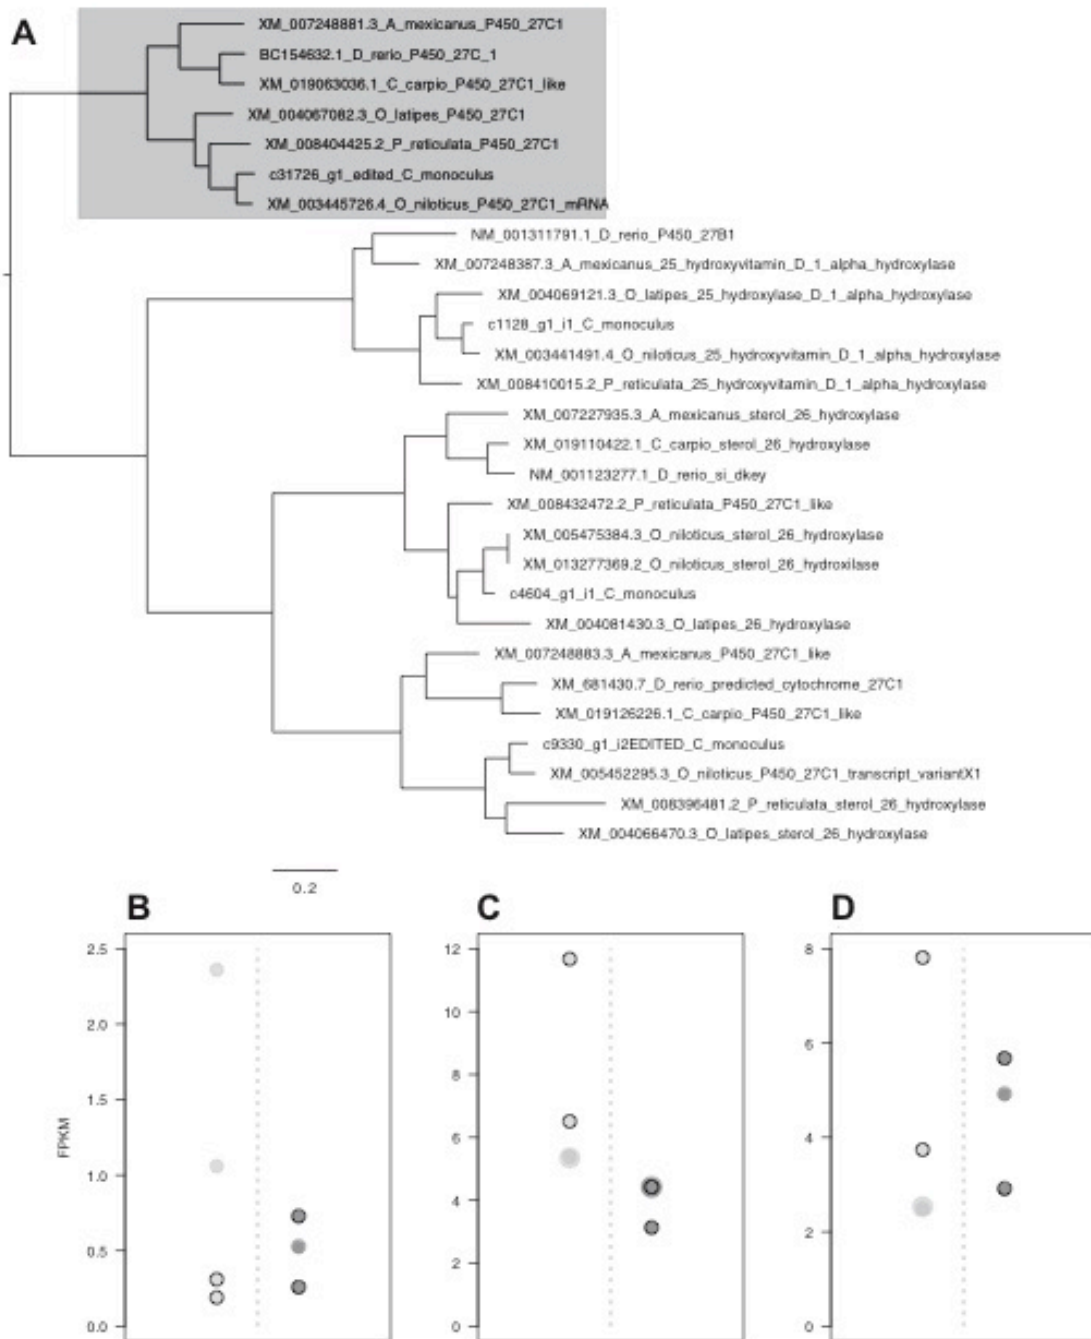 A
XM_007248881.3_A_mexicanus_P450_27C1
BC154632.1_D_rerio_P450_27C_1
XM_019063036.1_C_carpio_P450_27C1_like
XM_004067082.3_O_latipes_P450_27C1
XM_008404425.2_P_reticulata_P450_27C1
c31726_g1_edited_C_monoculus
XM_003445726.4_O_niloticus_P450_27C1_mRNA
NM_001311791.1_D_rerio_P450_27B1
XM_007248387.3_A_mexicanus_25_hydroxyvitamin_D_1_alpha_hydroxylase
XM_004069121.3_O_latipes_25_hydroxylase_D_1_alpha_hydroxylase
c1128_g1_i1_C_monoculus
XM_003441491.4_O_niloticus_25_hydroxyvitamin_D_1_alpha_hydroxylase
XM_008410015.2_P_reticulata_25_hydroxyvitamin_D_1_alpha_hydroxylase
XM_007227935.3_A_mexicanus_sterol_26_hydroxylase
XM_019110422.1_C_carpio_sterol_26_hydroxylase
NM_001123277.1_D_rerio_si_dkey
XM_008432472.2_P_reticulata_P450_27C1_like
XM_005475384.3_O_niloticus_sterol_26_hydroxylase
XM_013277369.2_O_niloticus_sterol_26_hydroxilase
c4604_g1_i1_C_monoculus
XM_004081430.3_O_latipes_26_hydroxylase
XM_007248883.3_A_mexicanus_P450_27C1_like
XM_681430.7_D_rerio_predicted_cytochrome_27C1
XM_019126226.1_C_carpio_P450_27C1_like
c9330_g1_i2EDITED_C_monoculus
XM_005452295.3_O_niloticus_P450_27C1_transcript_variantX1
XM_008396481.2_P_reticulata_sterol_26_hydroxylase
XM_004066470.3_O_latipes_sterol_26_hydroxylase
0.2
B
C
D
FPKM
2.5
2.0
1.5
1.0
0.5
0.0
12
10
8
6
4
2
0
8
6
4
2
0